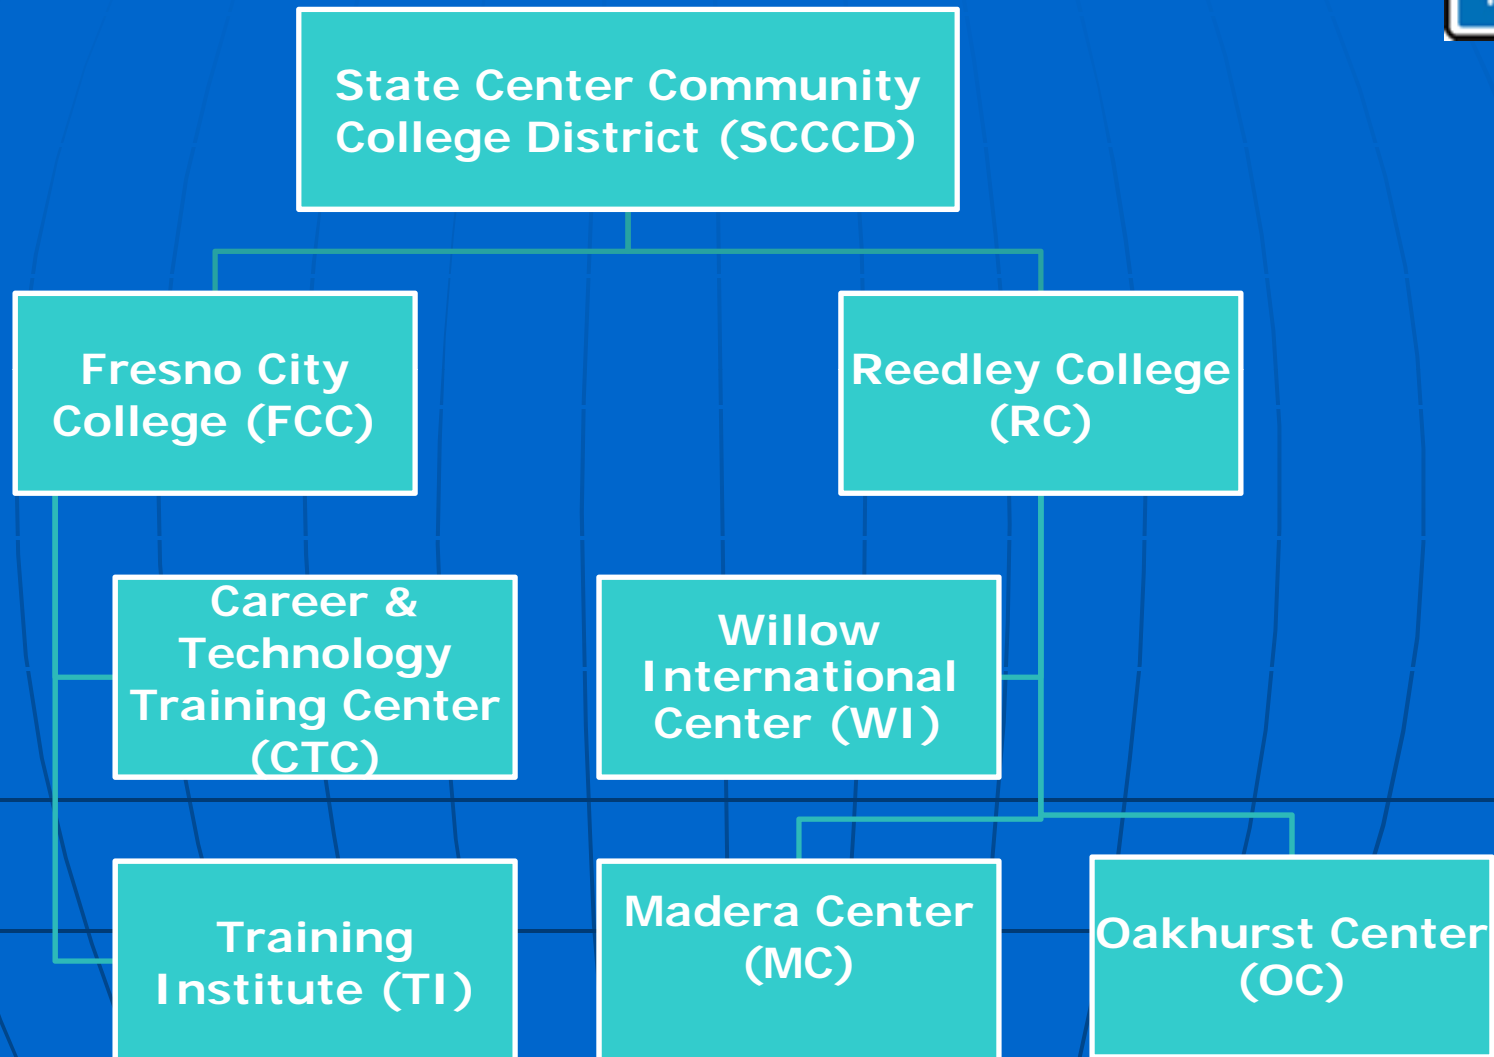 State Center Community
College District (SCCCD)
Fresno City
College (FCC)
Reedley College
(RC)
Career &
Technology
Training Center
(CTC)
Willow
International
Center (WI)
Training
Institute (TI)
Madera Center
(MC)
Oakhurst Center
(OC)